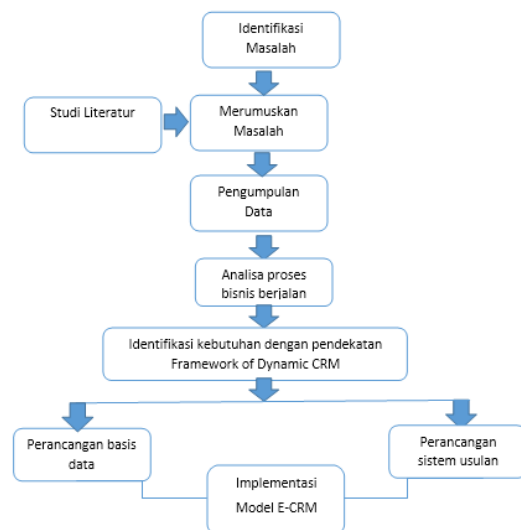 Identifikasi
Masalah
Studi Literatur
Merumuskan
Masalah
Pengumpulan
Data
Analisa proses
bisnis berjalan
Identifikasi kebutuhan dengan pendekatan
Framework of Dynamic CRM
Perancangan basis
data
Perancangan
sistem usulan
Implementasi
Model E-CRM